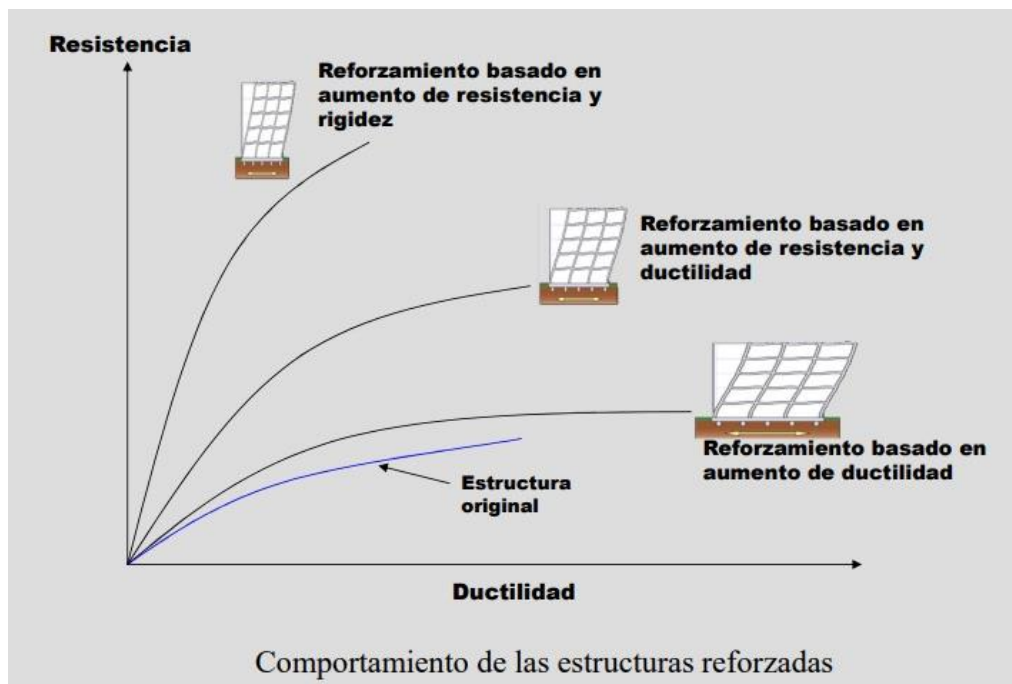 Resistencia
Reforzamiento basado en
aumento de resistencia y
rigidez
Reforzamiento basado en
aumento de resistencia y
ductilidad
Reforzamiento basado en
aumento de ductilidad
Estructura
original
Ductilidad
Comportamiento de las estructuras reforzadas